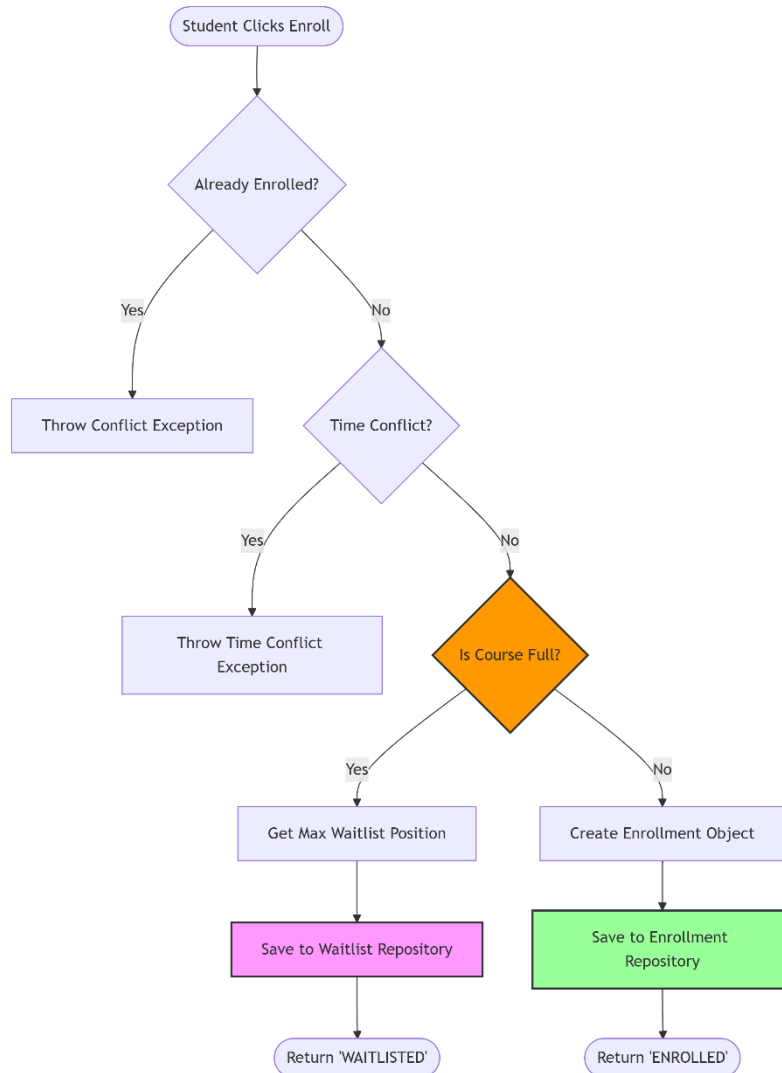 Student Clicks Enroll
Already Enrolled?
Yes
No
Throw Conflict Exception
Time Conflict?
Yes
No
Throw Time Conflict
Exception
Is Course Full?
Yes
No
Get Max Waitlist Position
Create Enrollment Object
Save to Waitlist Repository
Save to Enrollment
Repository
Return 'WAITLISTED'
Return 'ENROLLED'